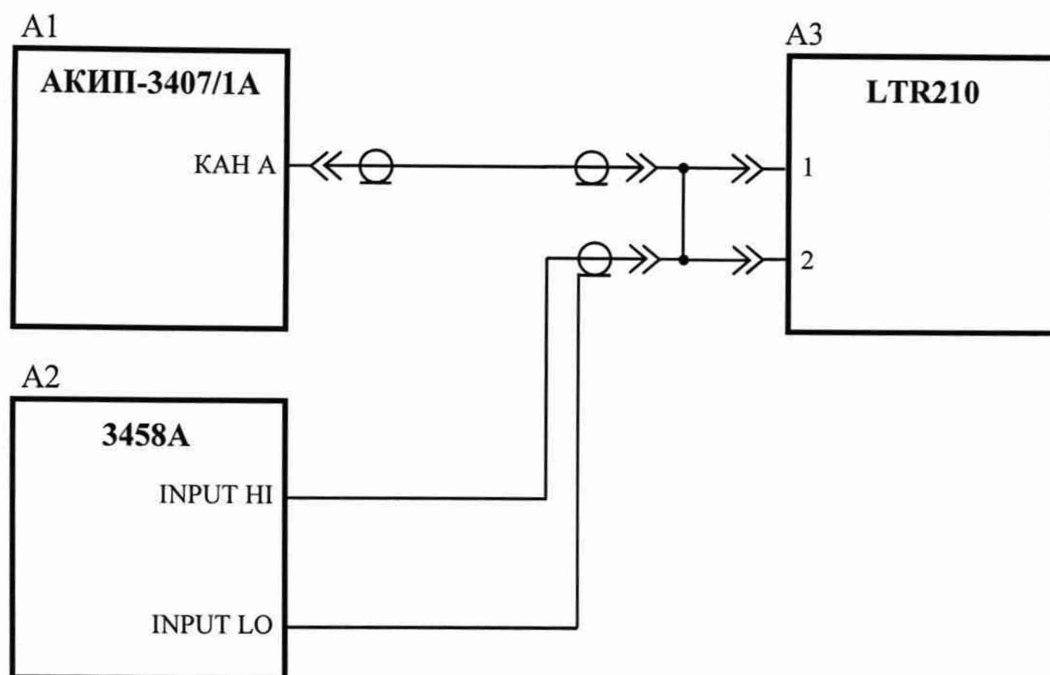 A1
АКИП-3407/1А
КАН А
A3
LTR210
1
2
A2
3458A
INPUT HI
INPUT LO